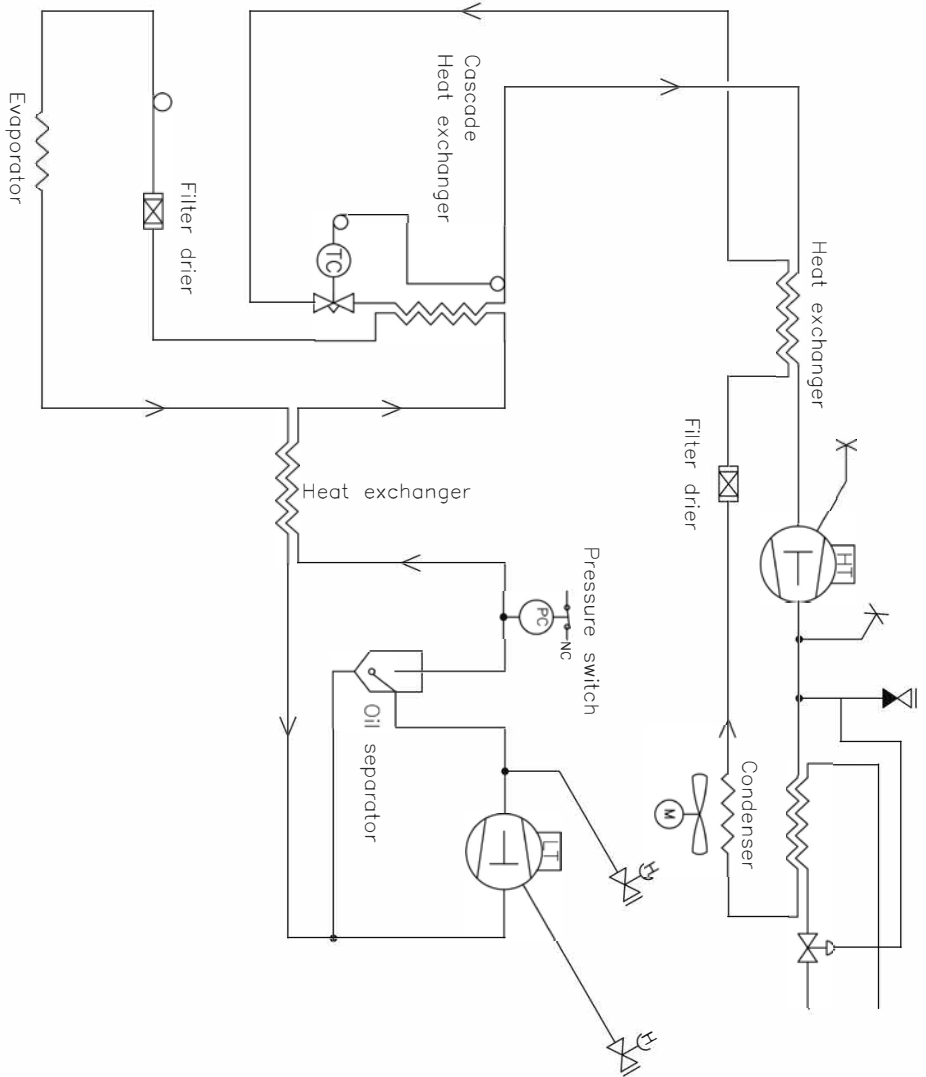 Cascade
Heat exchanger
Evaporator
Filter drier
TC
Heat exchanger
Filter drier
HT
Heat exchanger
Pressure switch
PC
NC
Oil separator
LT
Condenser
M